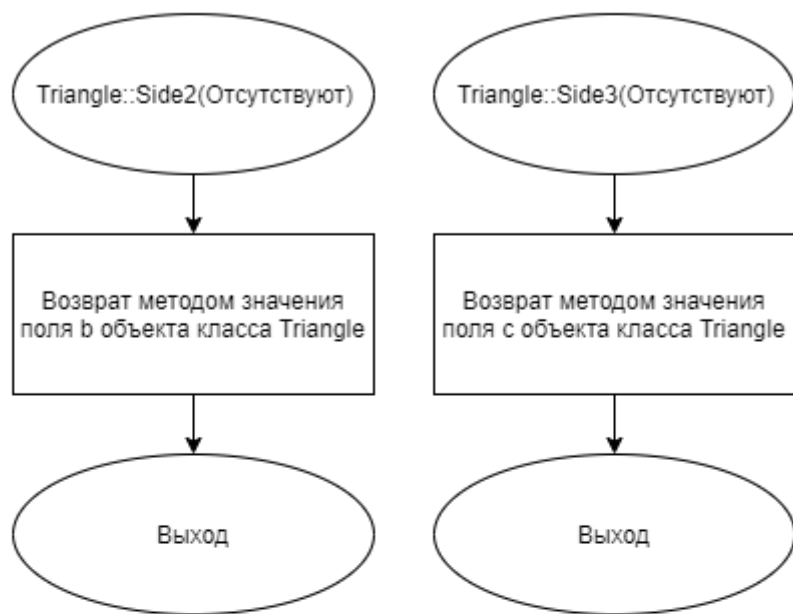 Triangle::Side2(Отсутствуют)
Возврат методом значения
поля b объекта класса Triangle
Выход
Triangle::Side3(Отсутствуют)
Возврат методом значения
поля c объекта класса Triangle
Выход